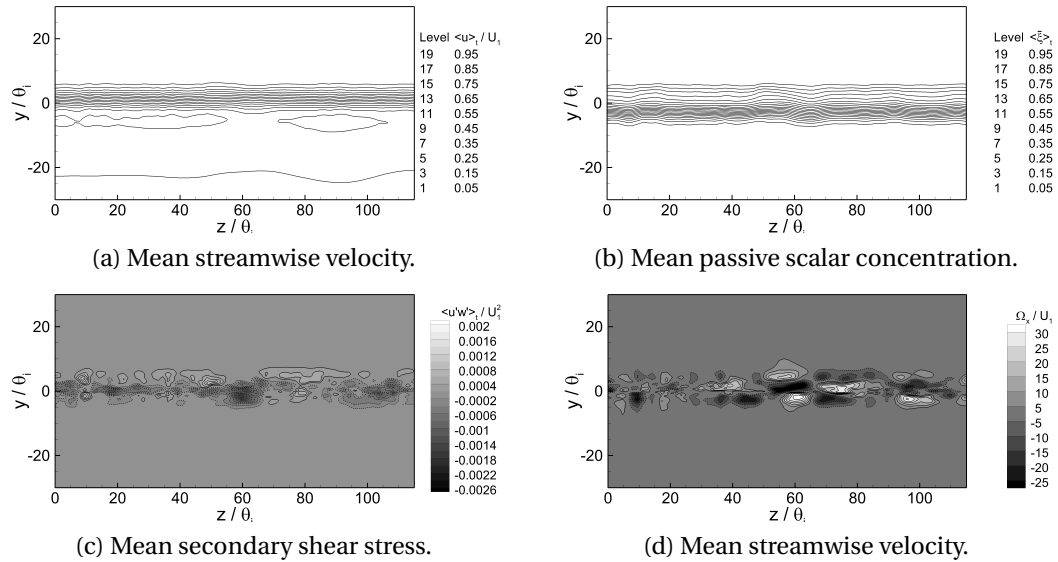 20
0
-20
y / θi
0 20 40 60 80 100
z / θi
Level <u>t / U1
19 0.95
17 0.85
15 0.75
13 0.65
11 0.55
9 0.45
7 0.35
5 0.25
3 0.15
1 0.05
(a) Mean streamwise velocity.
20
0
-20
y / θi
0 20 40 60 80 100
z / θi
Level <ξ̄>t
19 0.95
17 0.85
15 0.75
13 0.65
11 0.55
9 0.45
7 0.35
5 0.25
3 0.15
1 0.05
(b) Mean passive scalar concentration.
20
0
-20
y / θi
0 20 40 60 80 100
z / θi
<u'w'>t / U1²
0.002
0.0016
0.0012
0.0008
0.0004
-0.0002
-0.0006
-0.001
-0.0014
-0.0018
-0.0022
-0.0026
(c) Mean secondary shear stress.
20
0
-20
y / θi
0 20 40 60 80 100
z / θi
Ωx / U1
30
25
20
15
10
5
-5
-10
-15
-20
-25
(d) Mean streamwise velocity.